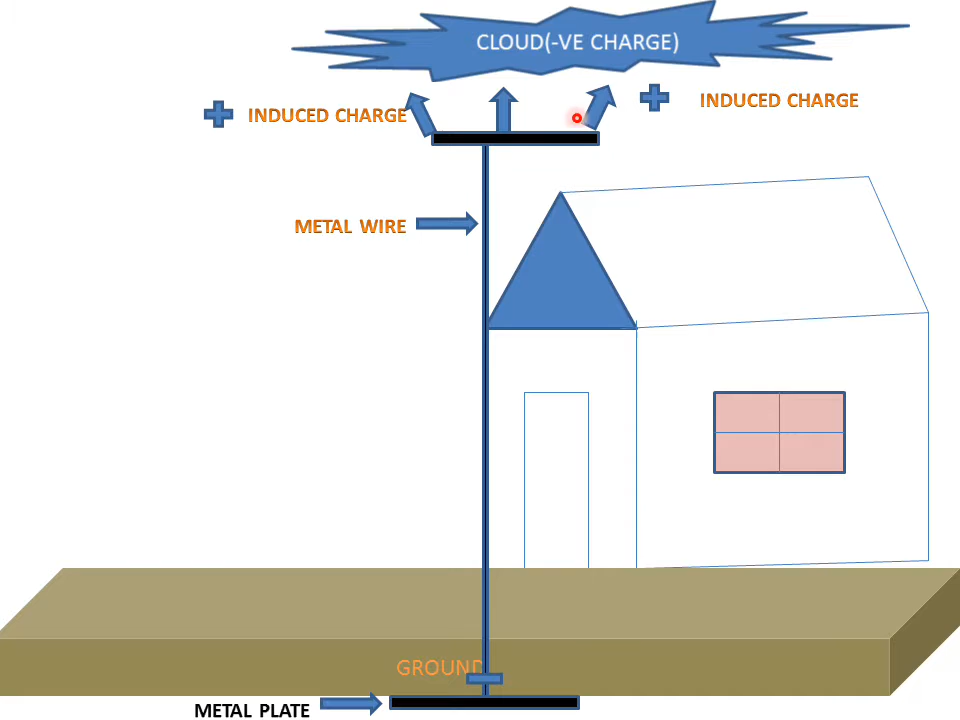 CLOUD(-VE CHARGE)
INDUCED CHARGE
INDUCED CHARGE
METAL WIRE
GROUND
METAL PLATE